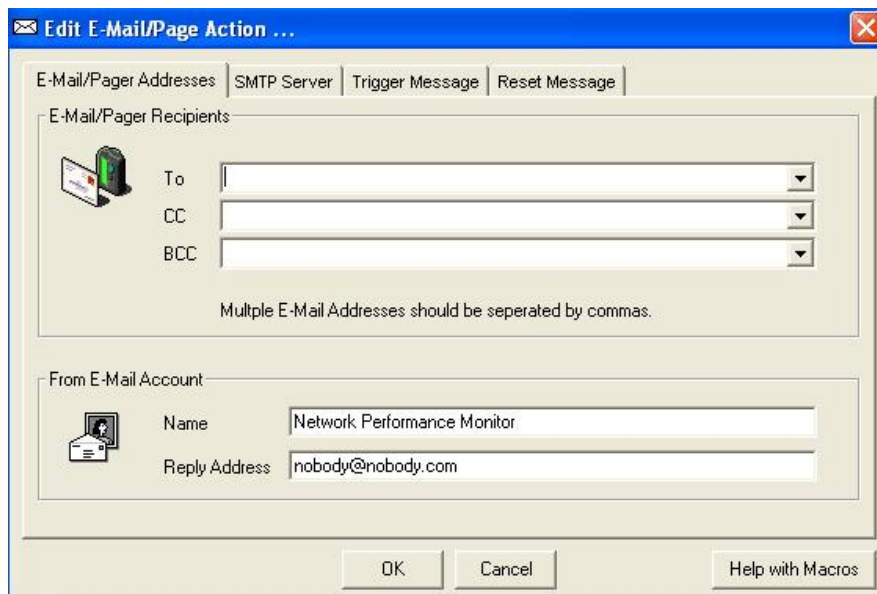 Edit E-Mail/Page Action ...
E-Mail/Pager Addresses SMTP Server Trigger Message Reset Message
E-Mail/Pager Recipients
To
CC
BCC
Multple E-Mail Addresses should be seperated by commas.
From E-Mail Account
Name Network Performance Monitor
Reply Address nobody@nobody.com
OK Cancel Help with Macros